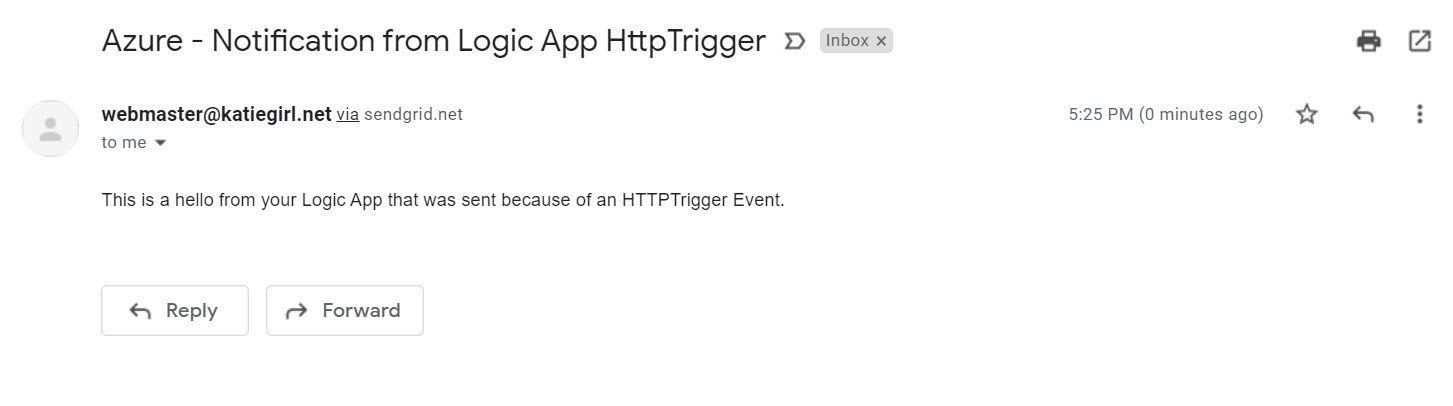 Azure - Notification from Logic App HttpTrigger Inbox x
webmaster@katiegirl.net via sendgrid.net 5:25 PM (0 minutes ago)
to me
This is a hello from your Logic App that was sent because of an HTTPTrigger Event.
Reply Forward